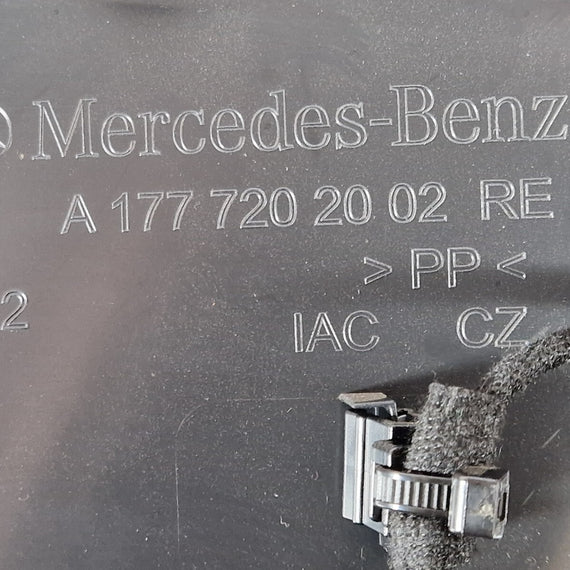 Mercedes-Benz
A 177 720 20 02 RE
> PP <
2
IAC CZ